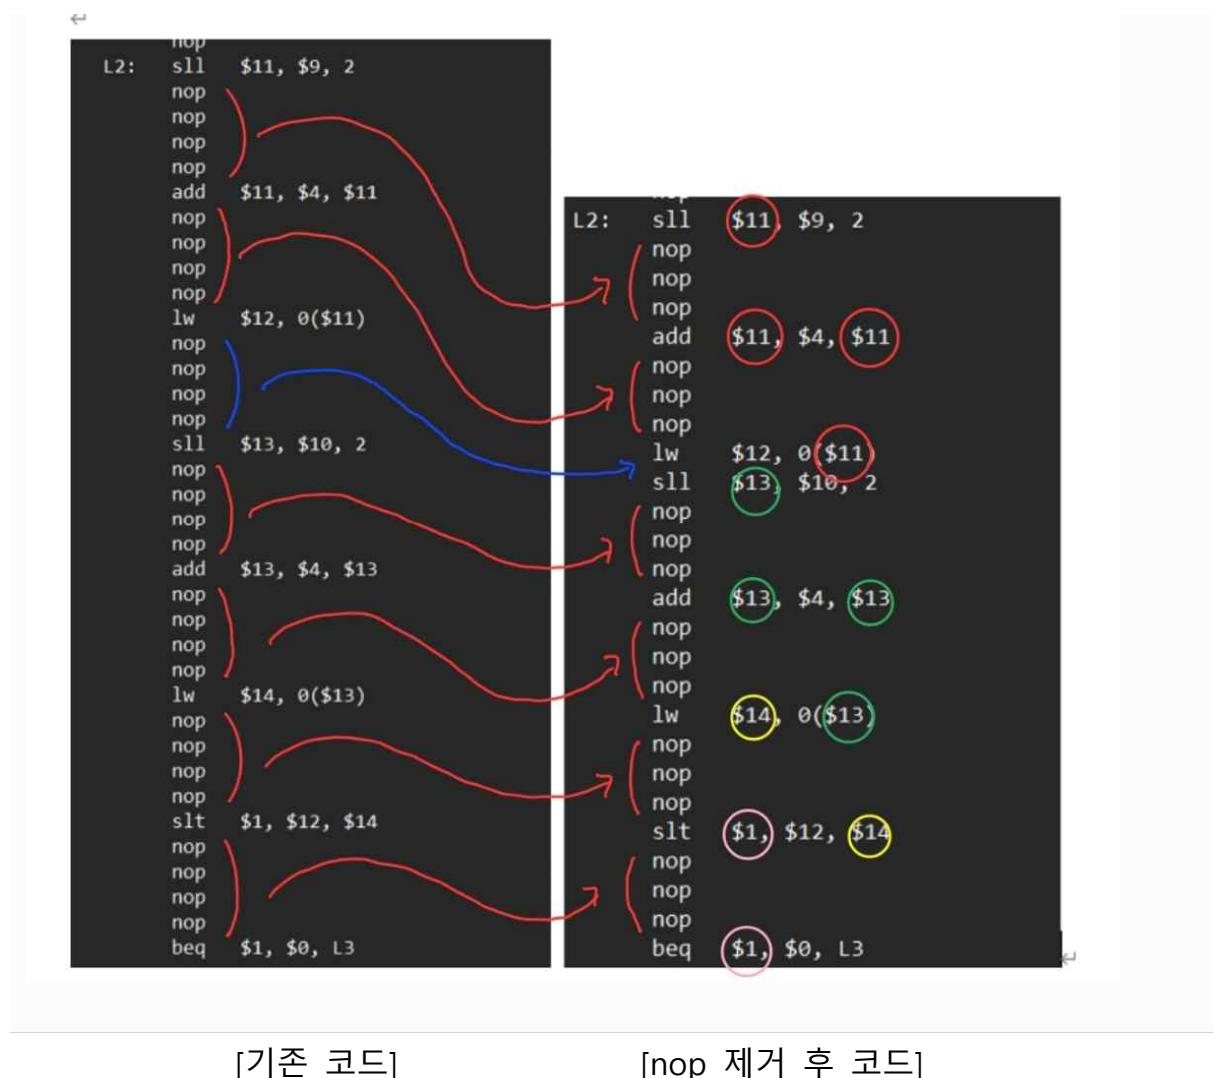 nop
L2: sll $11, $9, 2
nop
nop
nop
nop
add $11, $4, $11
nop
nop
nop
nop
lw $12, 0($11)
nop
nop
nop
nop
sll $13, $10, 2
nop
nop
nop
nop
add $13, $4, $13
nop
nop
nop
nop
lw $14, 0($13)
nop
nop
nop
nop
slt $1, $12, $14
nop
nop
nop
nop
beq $1, $0, L3
nop
L2: sll $11, $9, 2
nop
nop
nop
add $11, $4, $11
nop
nop
nop
lw $12, 0($11)
sll $13, $10, 2
nop
nop
nop
add $13, $4, $13
nop
nop
nop
lw $14, 0($13)
nop
nop
nop
slt $1, $12, $14
nop
nop
nop
beq $1, $0, L3
[기존 코드]
[nop 제거 후 코드]